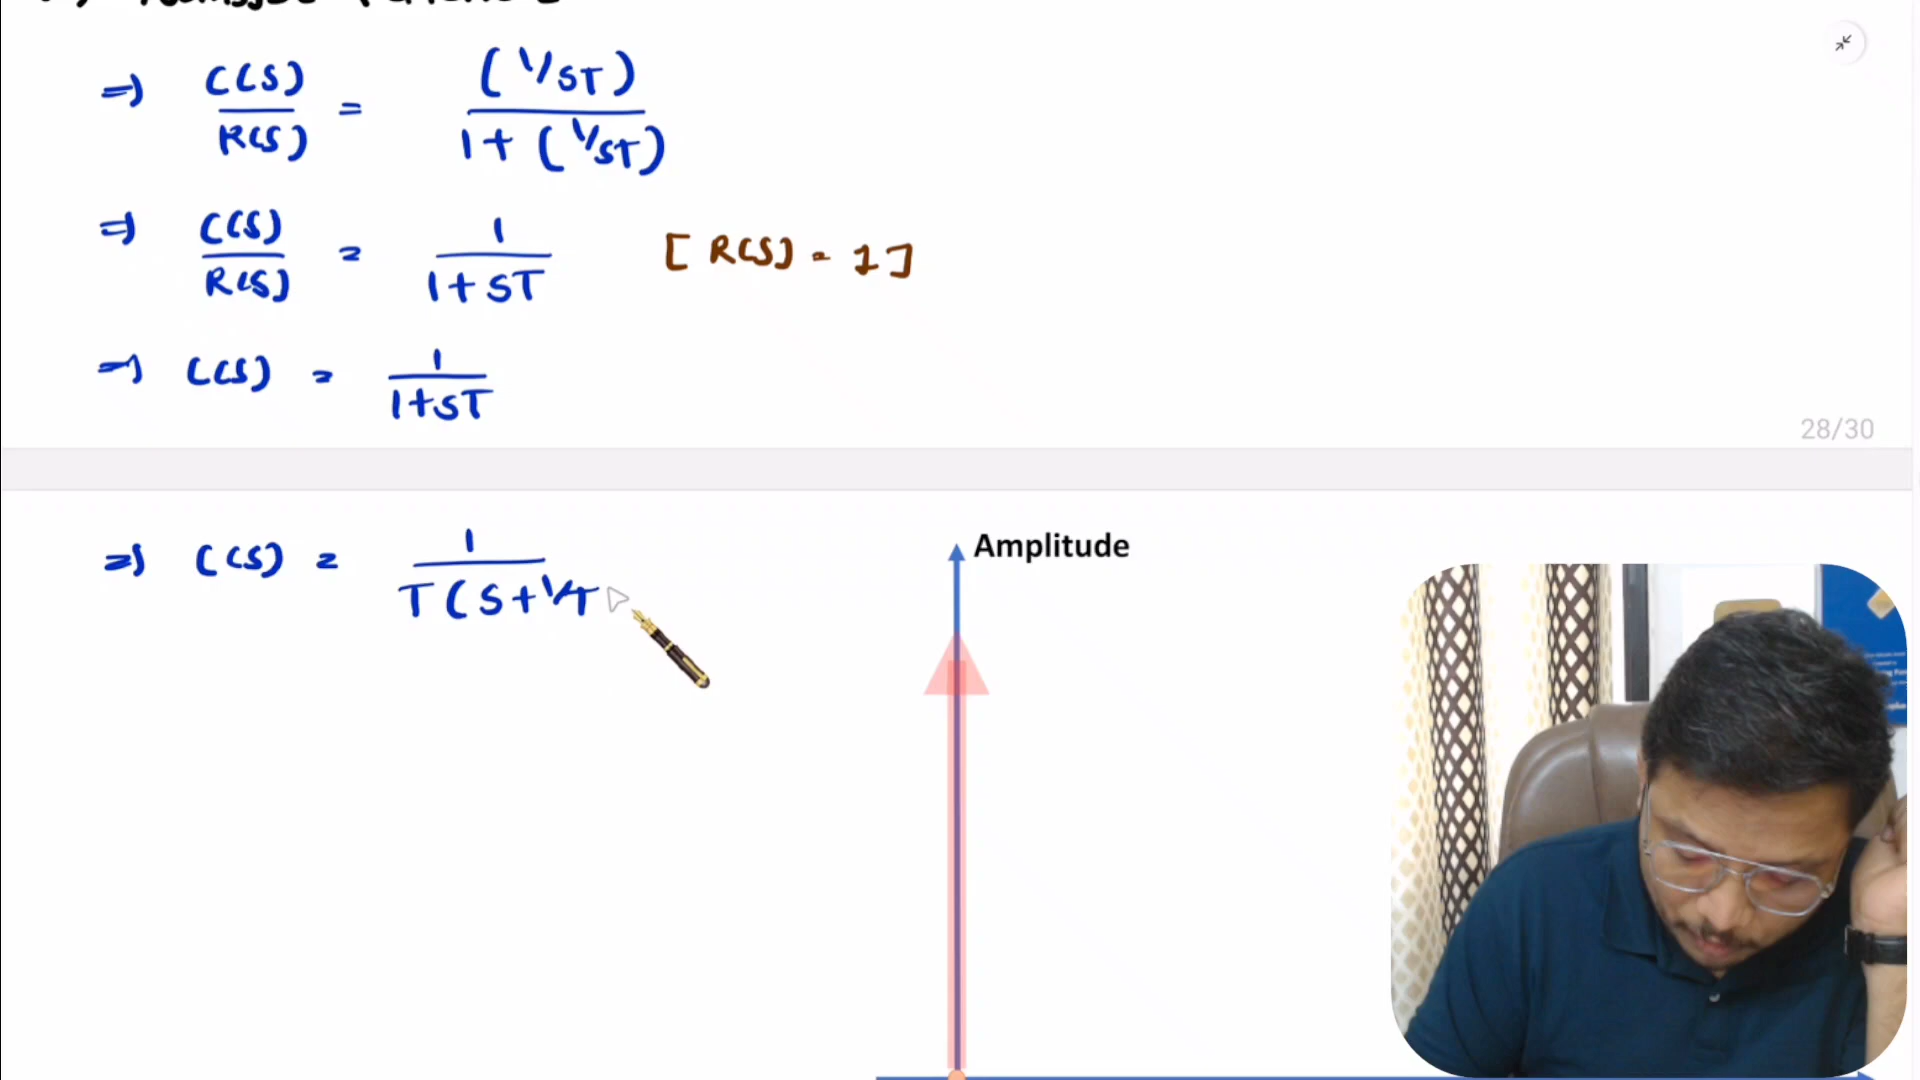 => C(S) / R(S) = (1/ST) / 1 + (1/ST)
=> C(S) / R(S) = 1 / 1 + ST [ R(S) = 1 ]
=> C(S) = 1 / 1+ST
28/30
=> C(S) = 1 / T ( S + 1/T
Amplitude